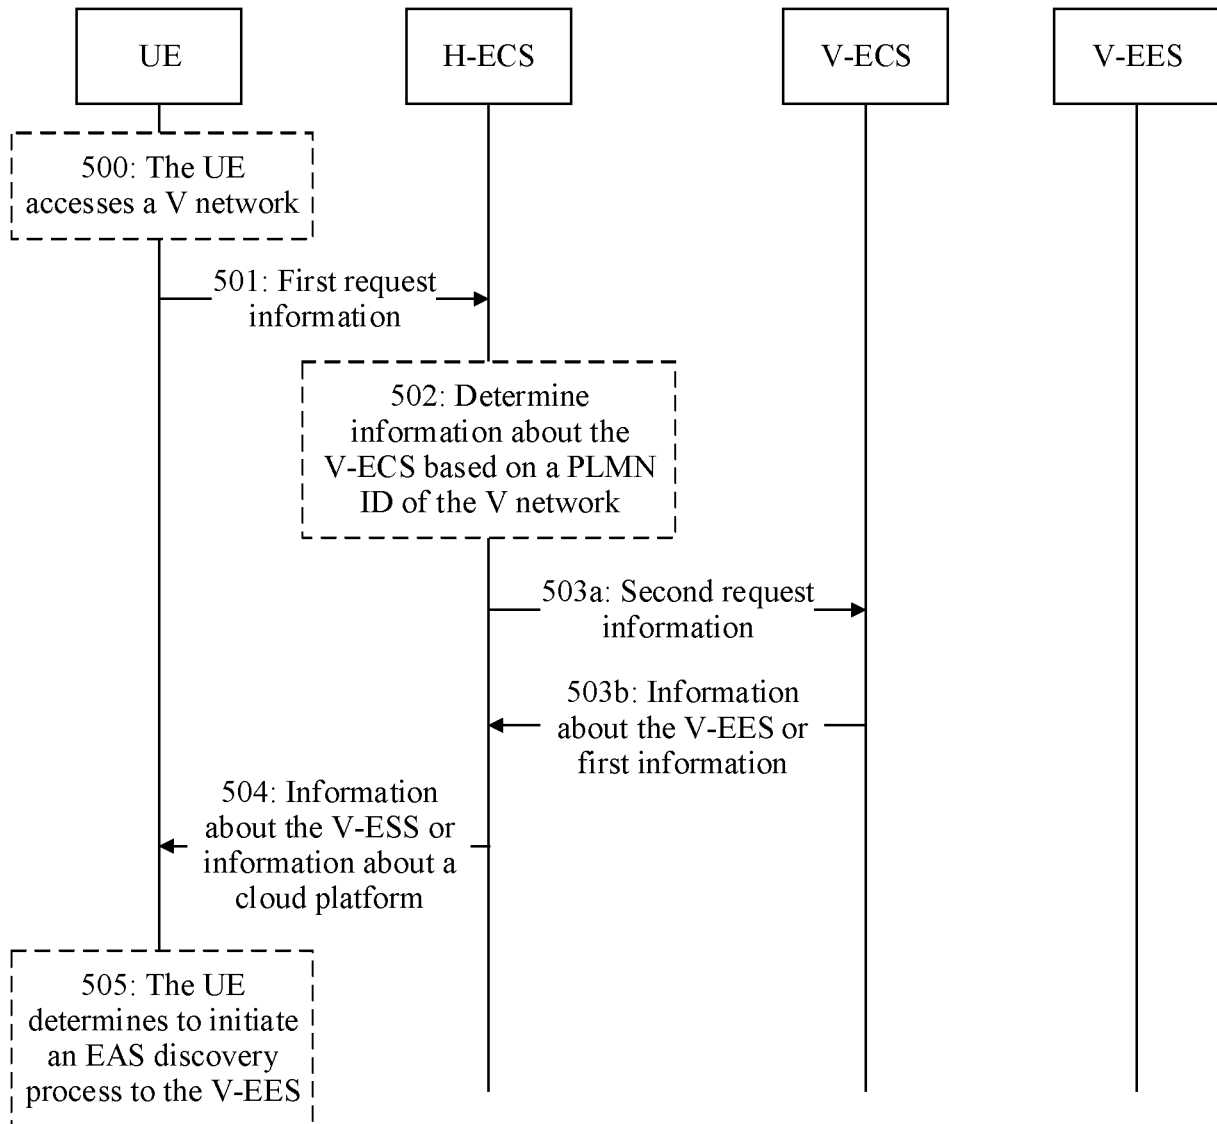 UE
H-ECS
V-ECS
V-EES
500: The UE
accesses a V network
501: First request
information
502: Determine
information about the
V-ECS based on a PLMN
ID of the V network
503a: Second request
information
503b: Information
about the V-EES or
first information
504: Information
about the V-ESS or
information about a
cloud platform
505: The UE
determines to initiate
an EAS discovery
process to the V-EES